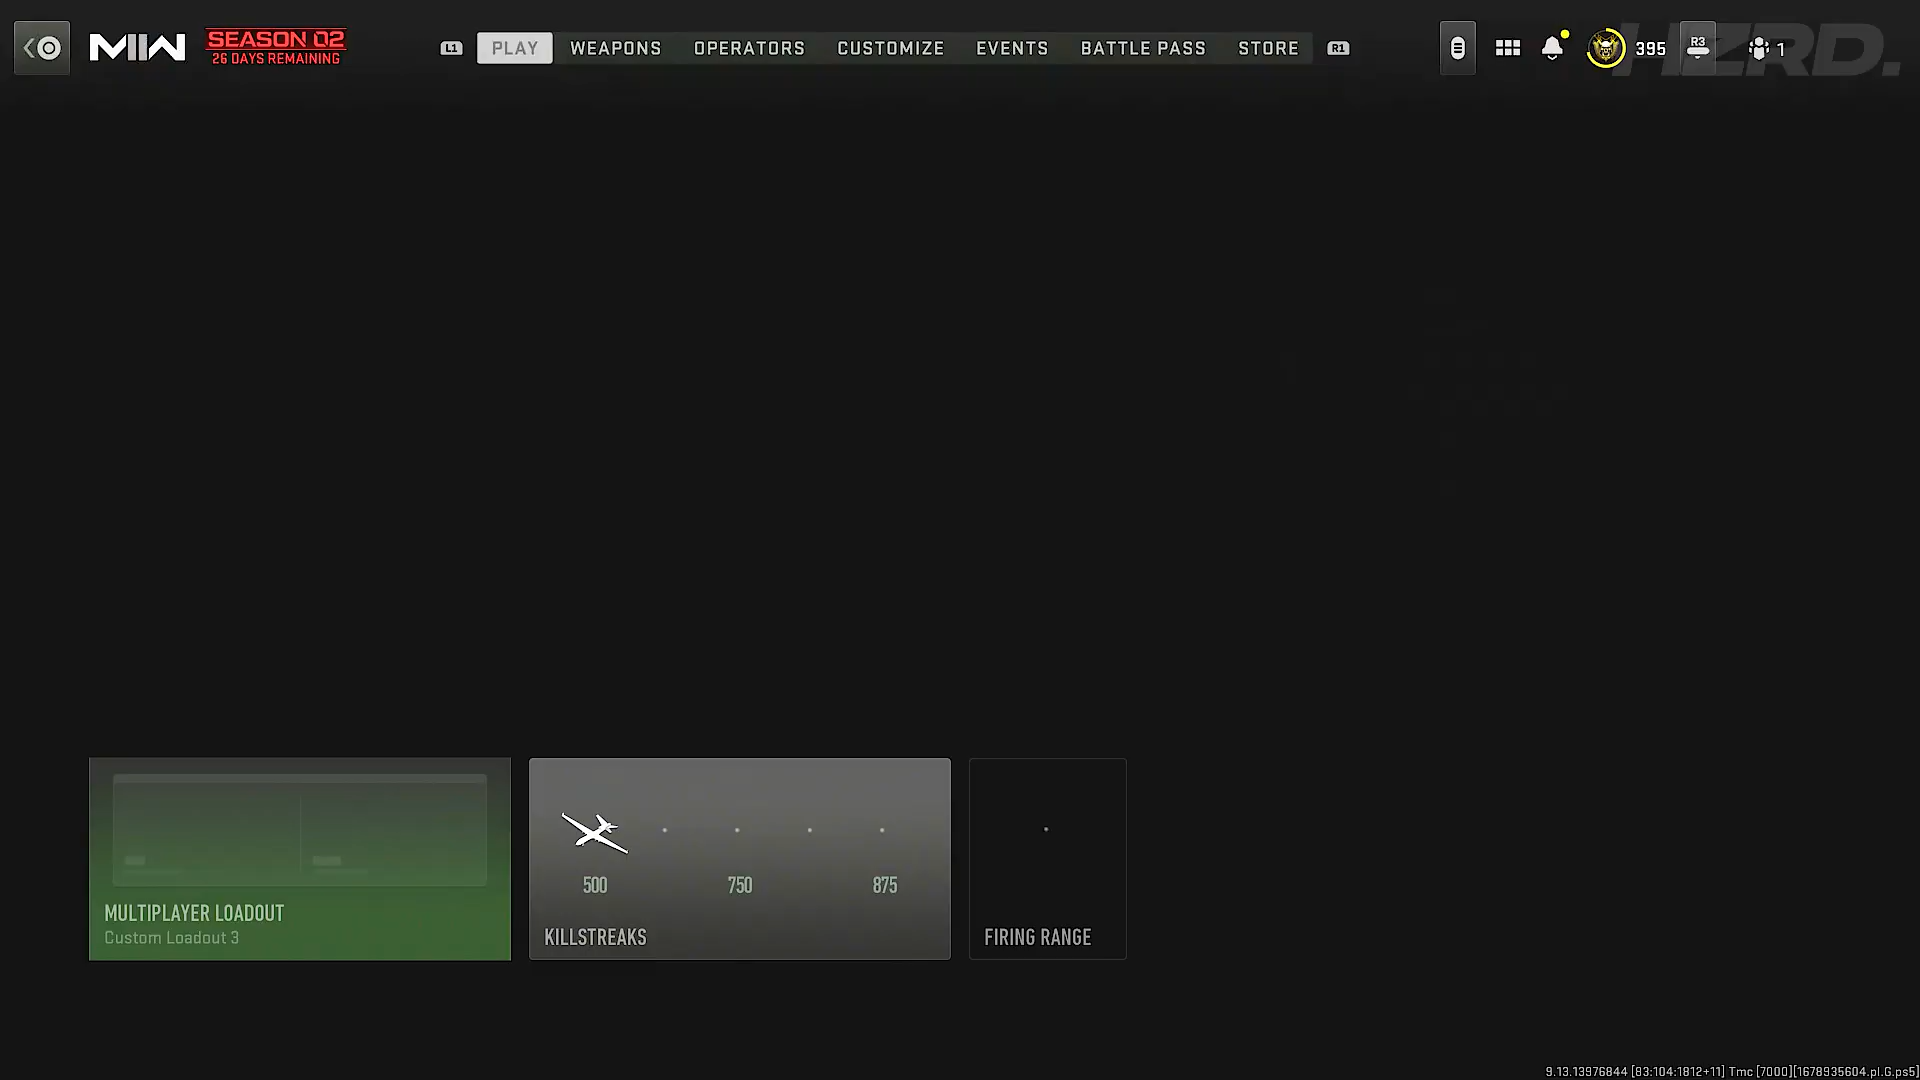 MIIW
SEASON 02
26 DAYS REMAINING
L1
PLAY
WEAPONS
OPERATORS
CUSTOMIZE
EVENTS
BATTLE PASS
STORE
R1
395
R3
1
HZRD.
500
750
875
MULTIPLAYER LOADOUT
Custom Loadout 3
KILLSTREAKS
FIRING RANGE
9.13.13976844 [83:104:1812+11] Tmc [7000][1678935604.pl.G.ps5]